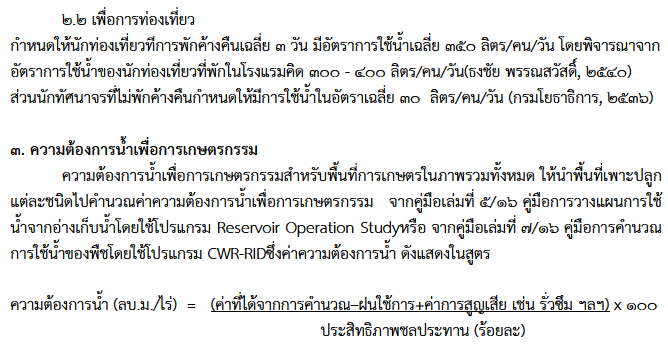 ๒.๒ เพื่อการท่องเที่ยว
กำหนดให้นักท่องเที่ยวที่การพักค้างคืนเฉลี่ย ๓ วัน มีอัตราการใช้น้ำเฉลี่ย ๓๕๐ ลิตร/คน/วัน โดยพิจารณาจาก
อัตราการใช้น้ำของนักท่องเที่ยวที่พักในโรงแรมคิด ๓๐๐ - ๔๐๐ ลิตร/คน/วัน(ธงชัย พรรณสวัสดิ์, ๒๕๔๐)
ส่วนนักทัศนาจรที่ไม่พักค้างคืนกำหนดให้มีการใช้น้ำในอัตราเฉลี่ย ๓๐ ลิตร/คน/วัน (กรมโยธาธิการ, ๒๕๓๖)
๓. ความต้องการน้ำเพื่อการเกษตรกรรม
ความต้องการน้ำเพื่อการเกษตรกรรมสำหรับพื้นที่การเกษตรในภาพรวมทั้งหมด ให้นำพื้นที่เพาะปลูก
แต่ละชนิดไปคำนวณค่าความต้องการน้ำเพื่อการเกษตรกรรม จากคู่มือเล่มที่ ๕/๑๖ คู่มือการวางแผนการใช้
น้ำจากอ่างเก็บน้ำโดยใช้โปรแกรม Reservoir Operation Studyหรือ จากคู่มือเล่มที่ ๗/๑๖ คู่มือการคำนวณ
การใช้น้ำของพืชโดยใช้โปรแกรม CWR-RIDซึ่งค่าความต้องการน้ำ ดังแสดงในสูตร
ความต้องการน้ำ (ลบ.ม./ไร่) = (ค่าที่ได้จากการคำนวณ–ฝนใช้การ+ค่าการสูญเสีย เช่น รั่วซึม ฯลฯ) x ๑๐๐
ประสิทธิภาพชลประทาน (ร้อยละ)